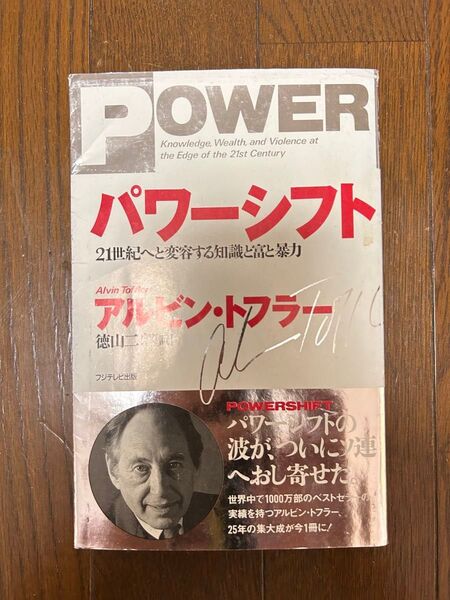 POWER
Knowledge, Wealth, and Violence at
the Edge of the 21st Century
パワーシフト
21世紀へと変容する知識と富と暴力
Alvin Toffler
アルビン・トフラー
徳山二郎
フジテレビ出版
POWERSHIFT
パワーシフトの
波が、ついにソ連
へおし寄せた。
世界中で1000万部のベストセラーの
実績を持つアルビン・トフラー、
25年の集大成が今1冊に!